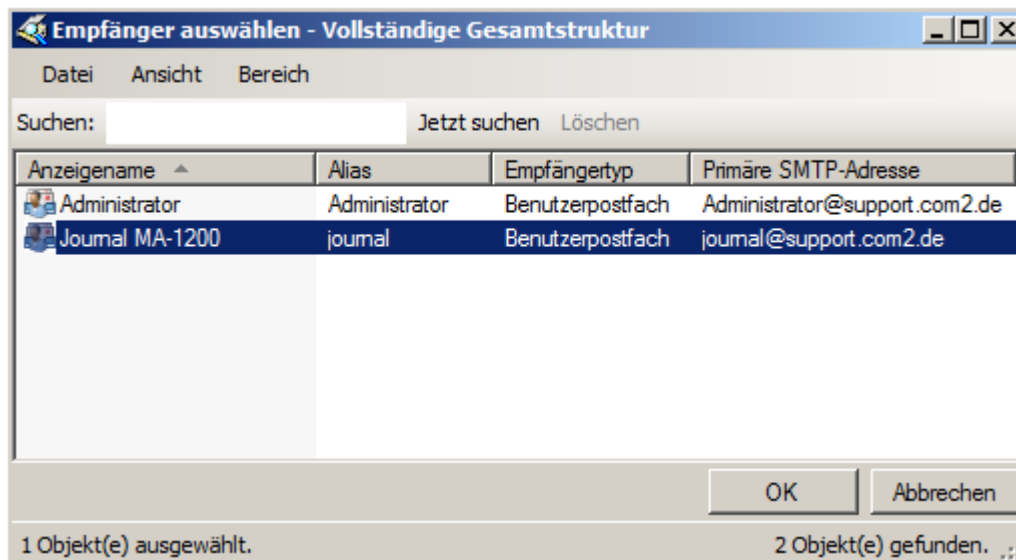 Empfänger auswählen - Vollständige Gesamtstruktur
Datei Ansicht Bereich
Suchen: Jetzt suchen Löschen
Anzeigename Alias Empfängertyp Primäre SMTP-Adresse
Administrator Administrator Benutzerpostfach Administrator@support.com2.de
Journal MA-1200 journal Benutzerpostfach journal@support.com2.de
OK Abbrechen
1 Objekt(e) ausgewählt. 2 Objekt(e) gefunden.